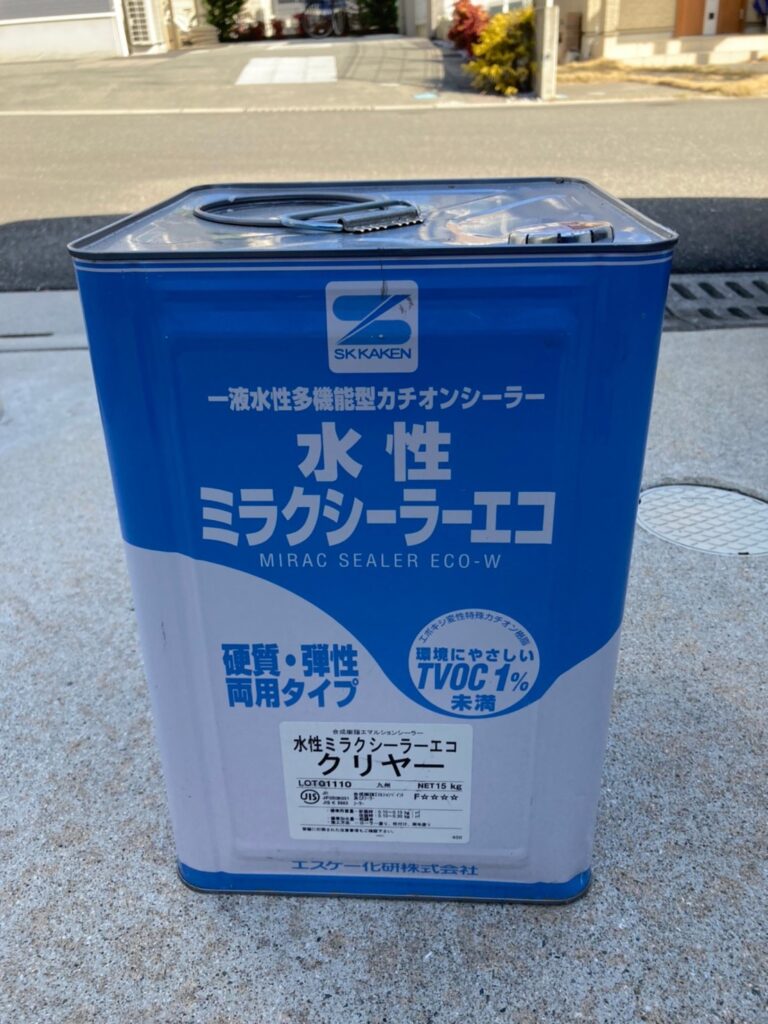 SK KAKEN
一液水性多機能型カチオンシーラー
水性
ミラクシーラーエコ
MIRAC SEALER ECO-W
硬質・弾性
両用タイプ
エポキシ変性特殊カチオン樹脂
環境にやさしい
TVOC 1%
未満
合成樹脂エマルションシーラー
水性ミラクシーラーエコ
クリヤー
LOTG1110 九州 NET15 kg
JIS
F☆☆☆☆
エスケー化研株式会社